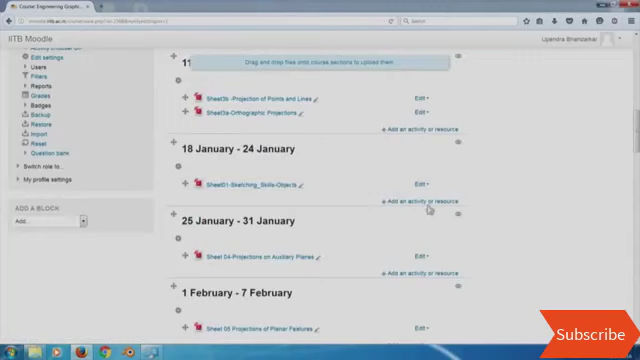 Course: Engineering Graphi...
Search
IITB Moodle
Upendra Bhandarkar
Edit settings
Users
Filters
Reports
Grades
Badges
Backup
Restore
Import
Reset
Question bank
Switch role to...
My profile settings
ADD A BLOCK
Add...
11
Drag and drop files onto course sections to upload them
Sheet3b -Projection of Points and Lines
Edit
Sheet3a-Orthographic Projections
Edit
Add an activity or resource
18 January - 24 January
Sheet01-Sketching_Skills-Objects
Edit
Add an activity or resource
25 January - 31 January
Sheet 04-Projections on Auxiliary Planes
Edit
Add an activity or resource
1 February - 7 February
Sheet 05 Projections of Planar Features
Edit
Subscribe